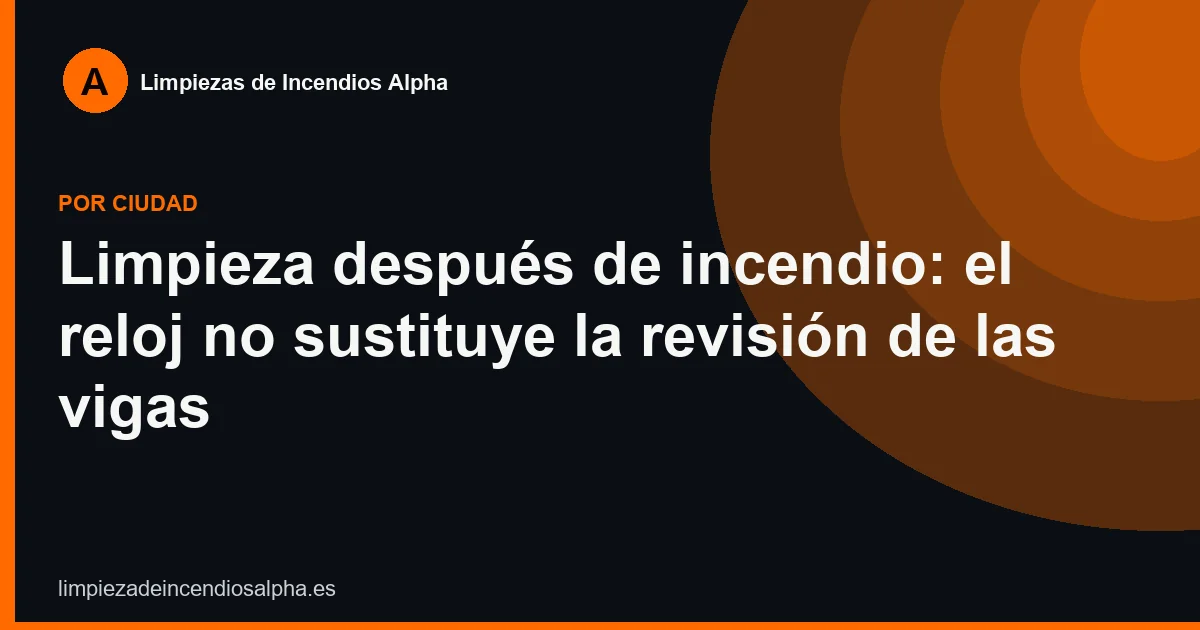 A
Limpiezas de Incendios Alpha
POR CIUDAD
Limpieza después de incendio: el
reloj no sustituye la revisión de las
vigas
limpiezadeincendiosalpha.es